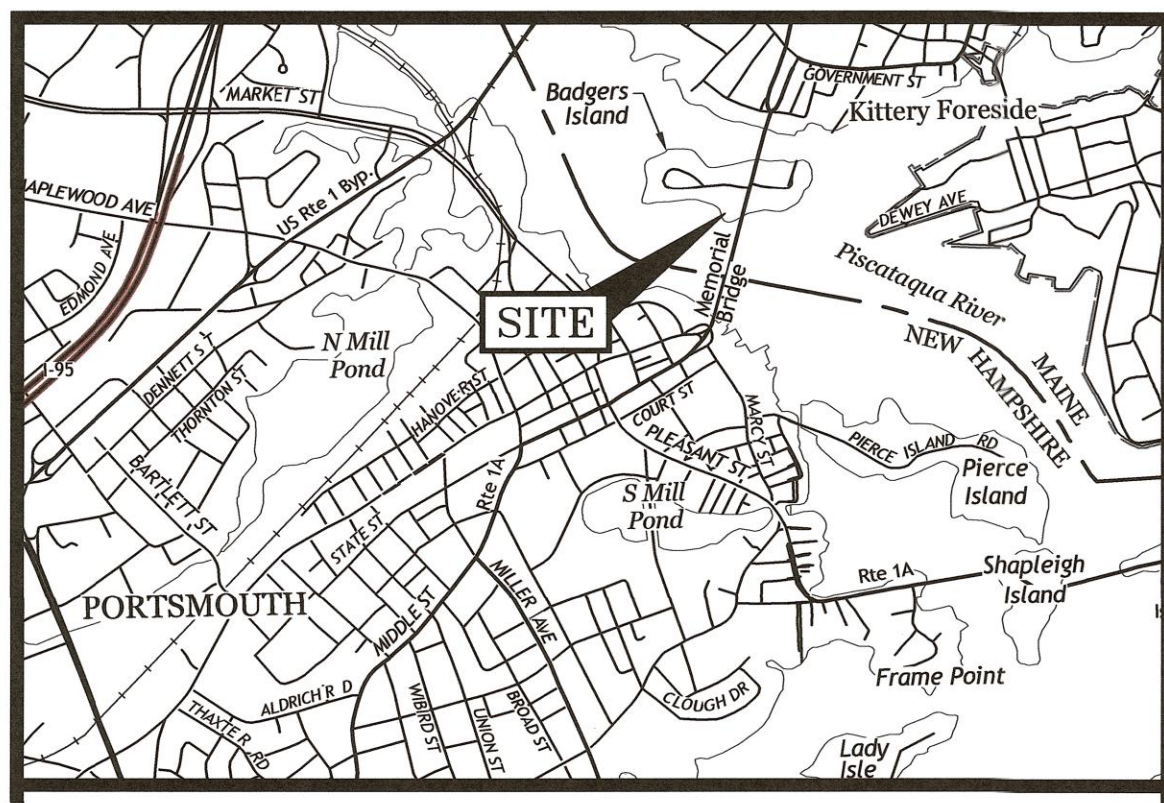 MARKET ST
GOVERNMENT ST
Badgers
Island
Kittery Foreside
APLEWOOD AVE
US Rte 1 Byp.
DEWEY AVE
EDMOND AVE
Memorial
Bridge
Piscataqua River
SITE
N Mill
Pond
NEW HAMPSHIRE
MAINE
I-95
DENNETT ST
THORNTON ST
HANOVER ST
COURT ST
MARCY ST
PLEASANT ST
PIERCE ISLAND RD
Pierce
Island
BARTLETT ST
Rte 1A
S Mill
Pond
STATE ST
MILLER AVE
Rte 1A
Shapleigh
Island
PORTSMOUTH
MIDDLE ST
Frame Point
ALDRICH RD
CLOUGH DR
THAXTER RD
WIBIRD ST
UNION ST
BROAD ST
Lady
Isle